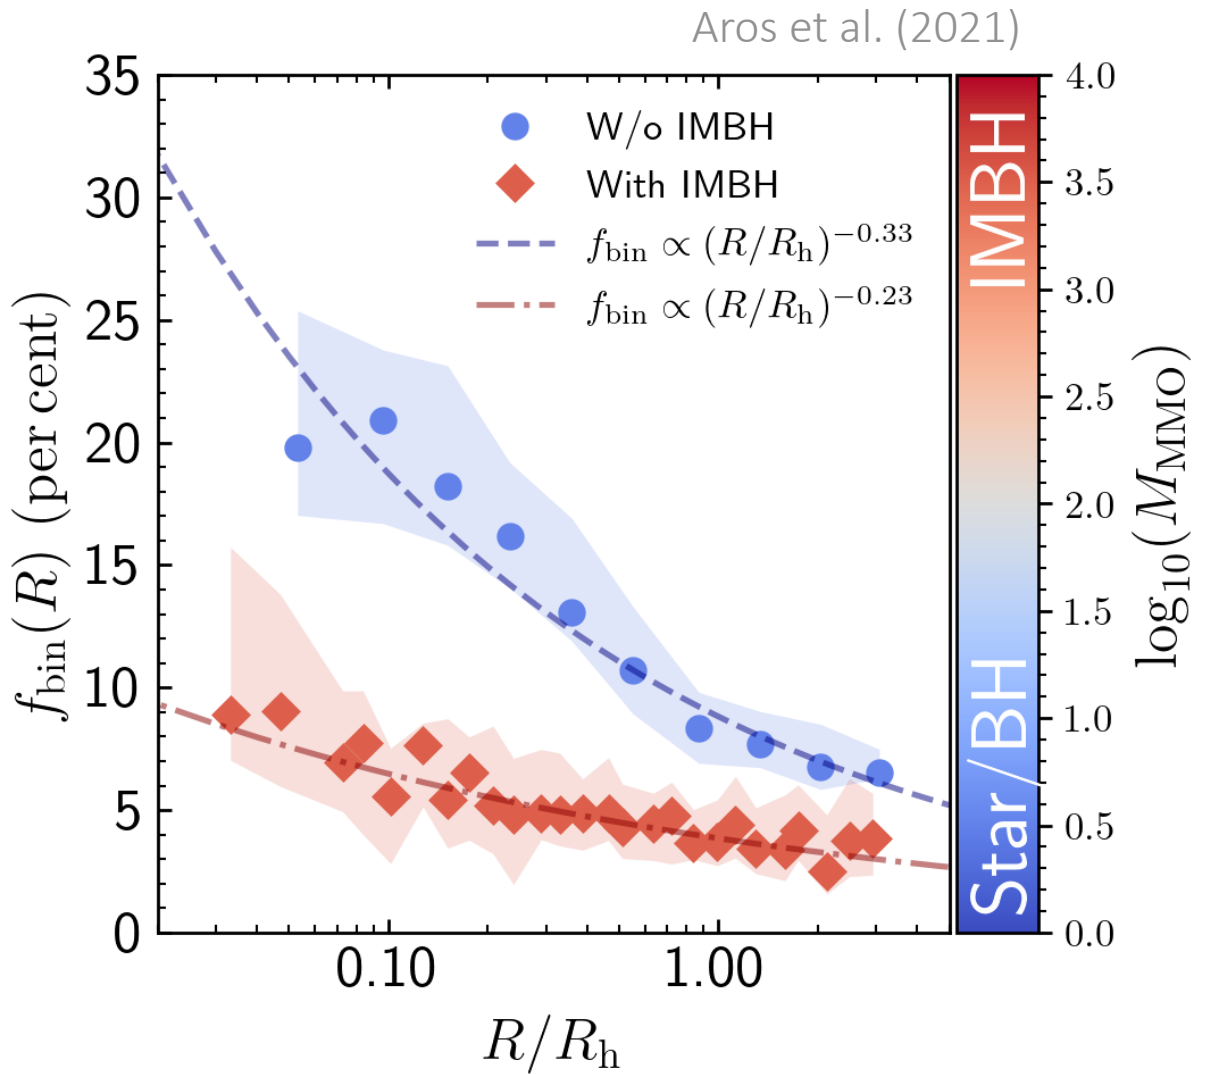 Aros et al. (2021)
35
30
25
20
15
10
5
0
f_bin(R) (per cent)
W/o IMBH
With IMBH
f_bin ∝ (R/R_h)^−0.33
f_bin ∝ (R/R_h)^−0.23
0.10
1.00
R/R_h
IMBH
Star/BH
4.0
3.5
3.0
2.5
2.0
1.5
1.0
0.5
0.0
log_10(M_MMO)